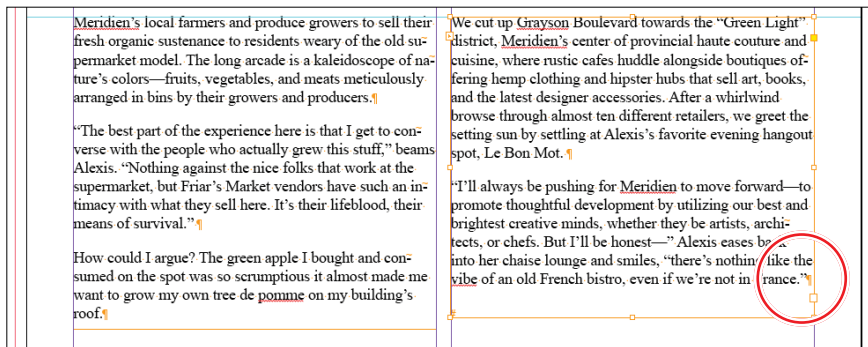 Meridien’s local farmers and produce growers to sell their
fresh organic sustenance to residents weary of the old su-
permarket model. The long arcade is a kaleidoscope of na-
ture’s colors—fruits, vegetables, and meats meticulously
arranged in bins by their growers and producers.¶
“The best part of the experience here is that I get to con-
verse with the people who actually grew this stuff,” beams
Alexis. “Nothing against the nice folks that work at the
supermarket, but Friar’s Market vendors have such an in-
timacy with what they sell here. It’s their lifeblood, their
means of survival.”¶
How could I argue? The green apple I bought and con-
sumed on the spot was so scrumptious it almost made me
want to grow my own tree de pomme on my building’s
roof.¶
We cut up Grayson Boulevard towards the “Green Light”
district, Meridien’s center of provincial haute couture and
cuisine, where rustic cafes huddle alongside boutiques of-
fering hemp clothing and hipster hubs that sell art, books,
and the latest designer accessories. After a whirlwind
browse through almost ten different retailers, we greet the
setting sun by settling at Alexis’s favorite evening hangout
spot, Le Bon Mot.¶
“I’ll always be pushing for Meridien to move forward—to
promote thoughtful development by utilizing our best and
brightest creative minds, whether they be artists, archi-
tects, or chefs. But I’ll be honest—” Alexis eases back
into her chaise lounge and smiles, “there’s nothing like the
vibe of an old French bistro, even if we’re not in France.”¶
#